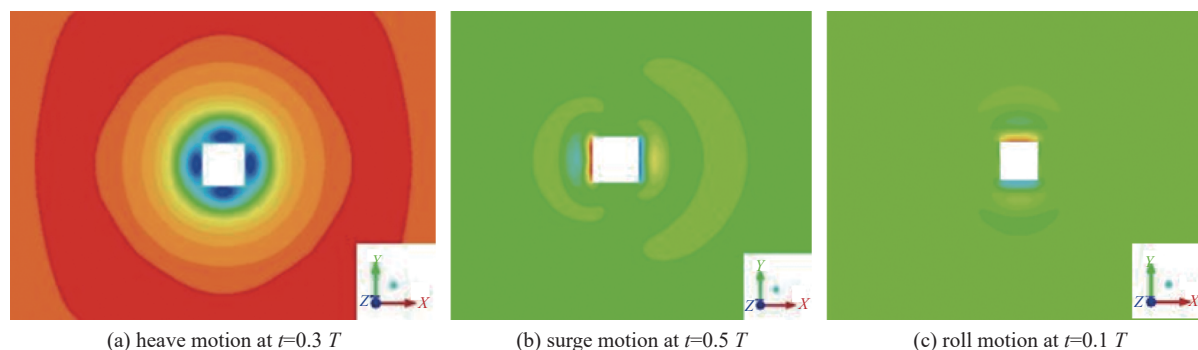 Y
Z X
Y
Z X
Y
Z X
(a) heave motion at t=0.3 T
(b) surge motion at t=0.5 T
(c) roll motion at t=0.1 T